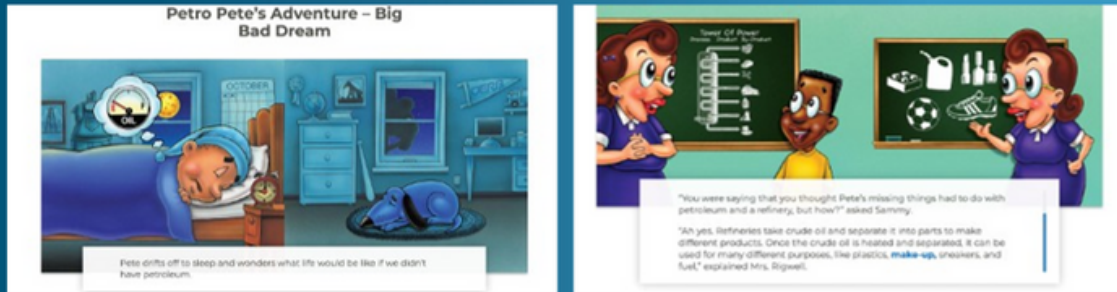 Petro Pete's Adventure – Big
Bad Dream
OCTOBER
OIL
Pete drifts off to sleep and wonders what life would be like if we didn't
have petroleum.
Tower Of Power
Process Product By-Product
"You were saying that you thought Pete's missing things had to do with
petroleum and a refinery, but how?" asked Sammy.
"Ah yes. Refineries take crude oil and separate it into parts to make
different products. Once the crude oil is heated and separated, it can be
used for many different purposes, like plastics, make-up, sneakers, and
fuel," explained Mrs. Rigwell.